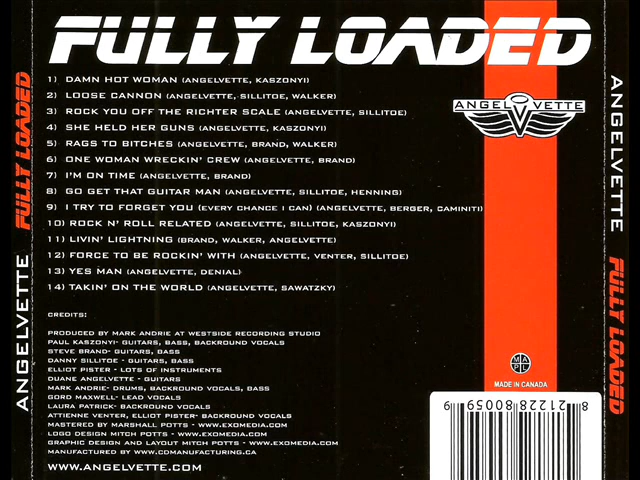 FULLY LOADED
1) DAMN HOT WOMAN (ANGELVETTE, KASZONYI)
2) LOOSE CANNON (ANGELVETTE, SILLITOE, WALKER)
3) ROCK YOU OFF THE RICHTER SCALE (ANGELVETTE, SILLITOE)
4) SHE HELD HER GUNS (ANGELVETTE, KASZONYI)
5) RAGS TO BITCHES (ANGELVETTE, BRAND, WALKER)
6) ONE WOMAN WRECKIN' CREW (ANGELVETTE, BRAND)
7) I'M ON TIME (ANGELVETTE, BRAND)
8) GO GET THAT GUITAR MAN (ANGELVETTE, SILLITOE, HENNING)
9) I TRY TO FORGET YOU (EVERY CHANCE I CAN) (ANGELVETTE, BERGER, CAMINITI)
10) ROCK N' ROLL RELATED (ANGELVETTE, SILLITOE, KASZONYI)
11) LIVIN' LIGHTNING (BRAND, WALKER, ANGELVETTE)
12) FORCE TO BE ROCKIN' WITH (ANGELVETTE, VENTER, SILLITOE)
13) YES MAN (ANGELVETTE, DENIAL)
14) TAKIN' ON THE WORLD (ANGELVETTE, SAWATZKY)
CREDITS:
PRODUCED BY MARK ANDRIE AT WESTSIDE RECORDING STUDIO
PAUL KASZONYI- GUITARS, BASS, BACKROUND VOCALS
STEVE BRAND- GUITARS, BASS
DANNY SILLITOE - GUITARS, BASS
ELLIOT PISTER - LOTS OF INSTRUMENTS
DUANE ANGELVETTE - GUITARS
MARK ANDRIE- DRUMS, BACKROUND VOCALS, BASS
GORD MAXWELL- LEAD VOCALS
LAURA PATRICK- BACKROUND VOCALS
ATTIENNE VENTER, ELLIOT PISTER- BACKROUND VOCALS
MASTERED BY MARSHALL POTTS - WWW.EXOMEDIA.COM
LOGO DESIGN MITCH POTTS - WWW.EXOMEDIA.COM
GRAPHIC DESIGN AND LAYOUT MITCH POTTS - WWW.EXOMEDIA.COM
MANUFACTURED BY WWW.CDMANUFACTURING.CA
WWW.ANGELVETTE.COM
ANGELVETTE
MAPL
MADE IN CANADA
8 21228 80059 9
ANGELVETTE FULLY LOADED
ANGELVETTE FULLY LOADED